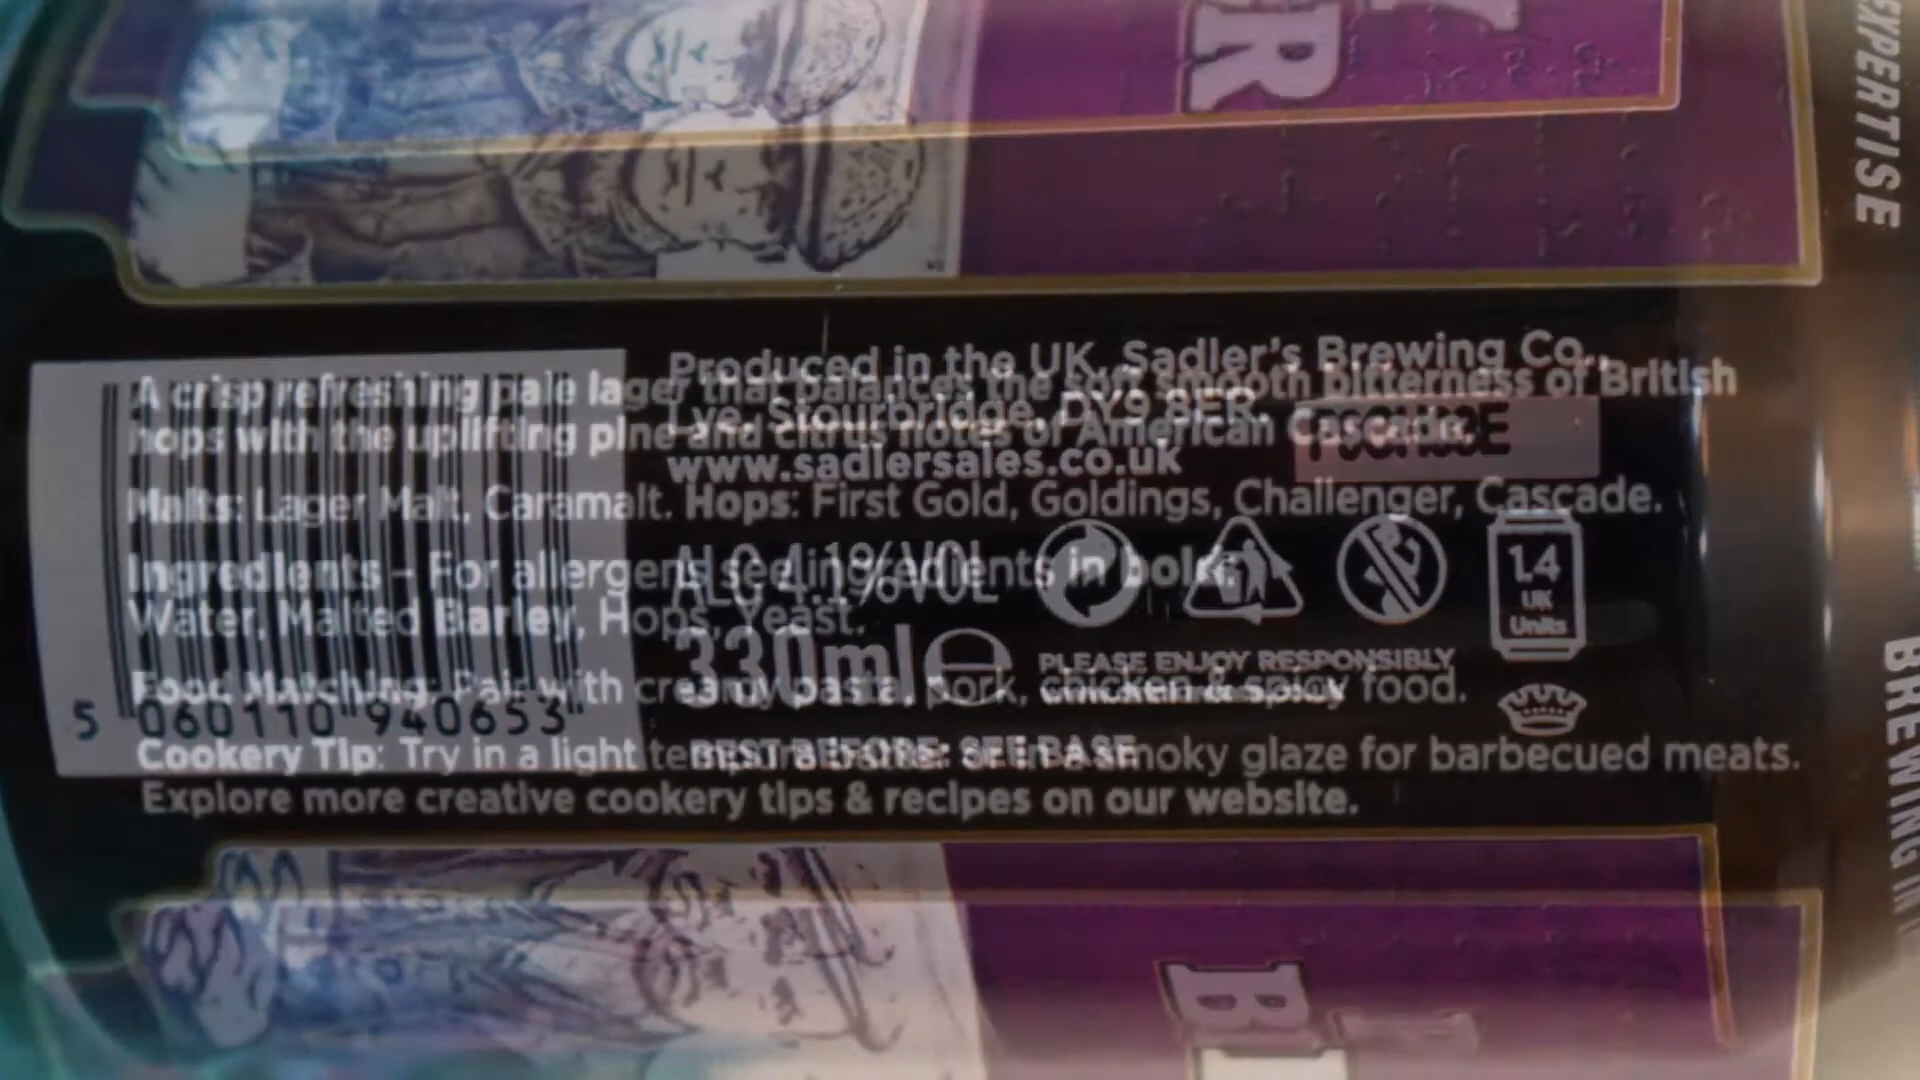 EXPERTISE
R
Produced in the UK, Sadler's Brewing Co.,
Lye, Stourbridge, DY9 8ER.
www.sadlersales.co.uk
A crisp refreshing pale lager that balances the soft smooth bitterness of British
hops with the uplifting pine and citrus notes of American Cascade.
Malts: Lager Malt, Caramalt. Hops: First Gold, Goldings, Challenger, Cascade.
ALC 4.1% VOL
1.4
UK
Units
Ingredients - For allergens see ingredients in bold:
Water, Malted Barley, Hops, Yeast.
330ml e
PLEASE ENJOY RESPONSIBLY
Food Matching: Pair with creamy pasta, pork, chicken & spicy food.
5 060110 940653
BEST BEFORE: SEE BASE
Cookery Tip: Try in a light tempura batter or in a smoky glaze for barbecued meats.
Explore more creative cookery tips & recipes on our website.
BREWING IN
B